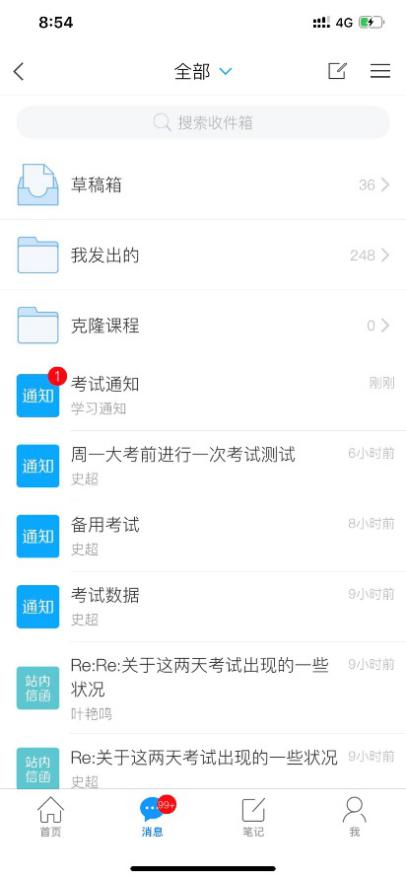 8:54
4G
全部
搜索收件箱
草稿箱
36
我发出的
248
克隆课程
0
通知
1
考试通知
刚刚
学习通知
通知
周一大考前进行一次考试测试
6小时前
史超
通知
备用考试
8小时前
史超
通知
考试数据
9小时前
史超
站内
信函
Re:Re:关于这两天考试出现的一些
状况
9小时前
叶艳鸣
站内
信函
Re:关于这两天考试出现的一些状况
9小时前
史超
99+
首页
消息
笔记
我